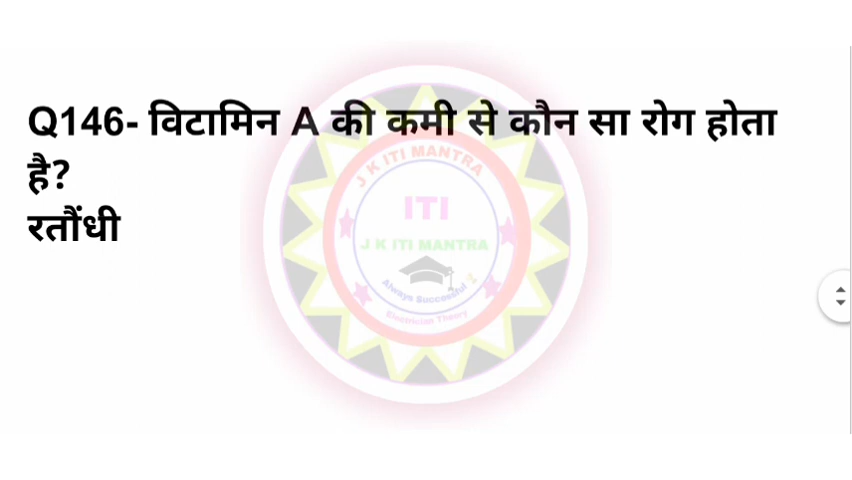 Q146- विटामिन A की कमी से कौन सा रोग होता
है?
रतौंधी
J K ITI MANTRA
ITI
J K ITI MANTRA
Always Successful
Electrician Theory